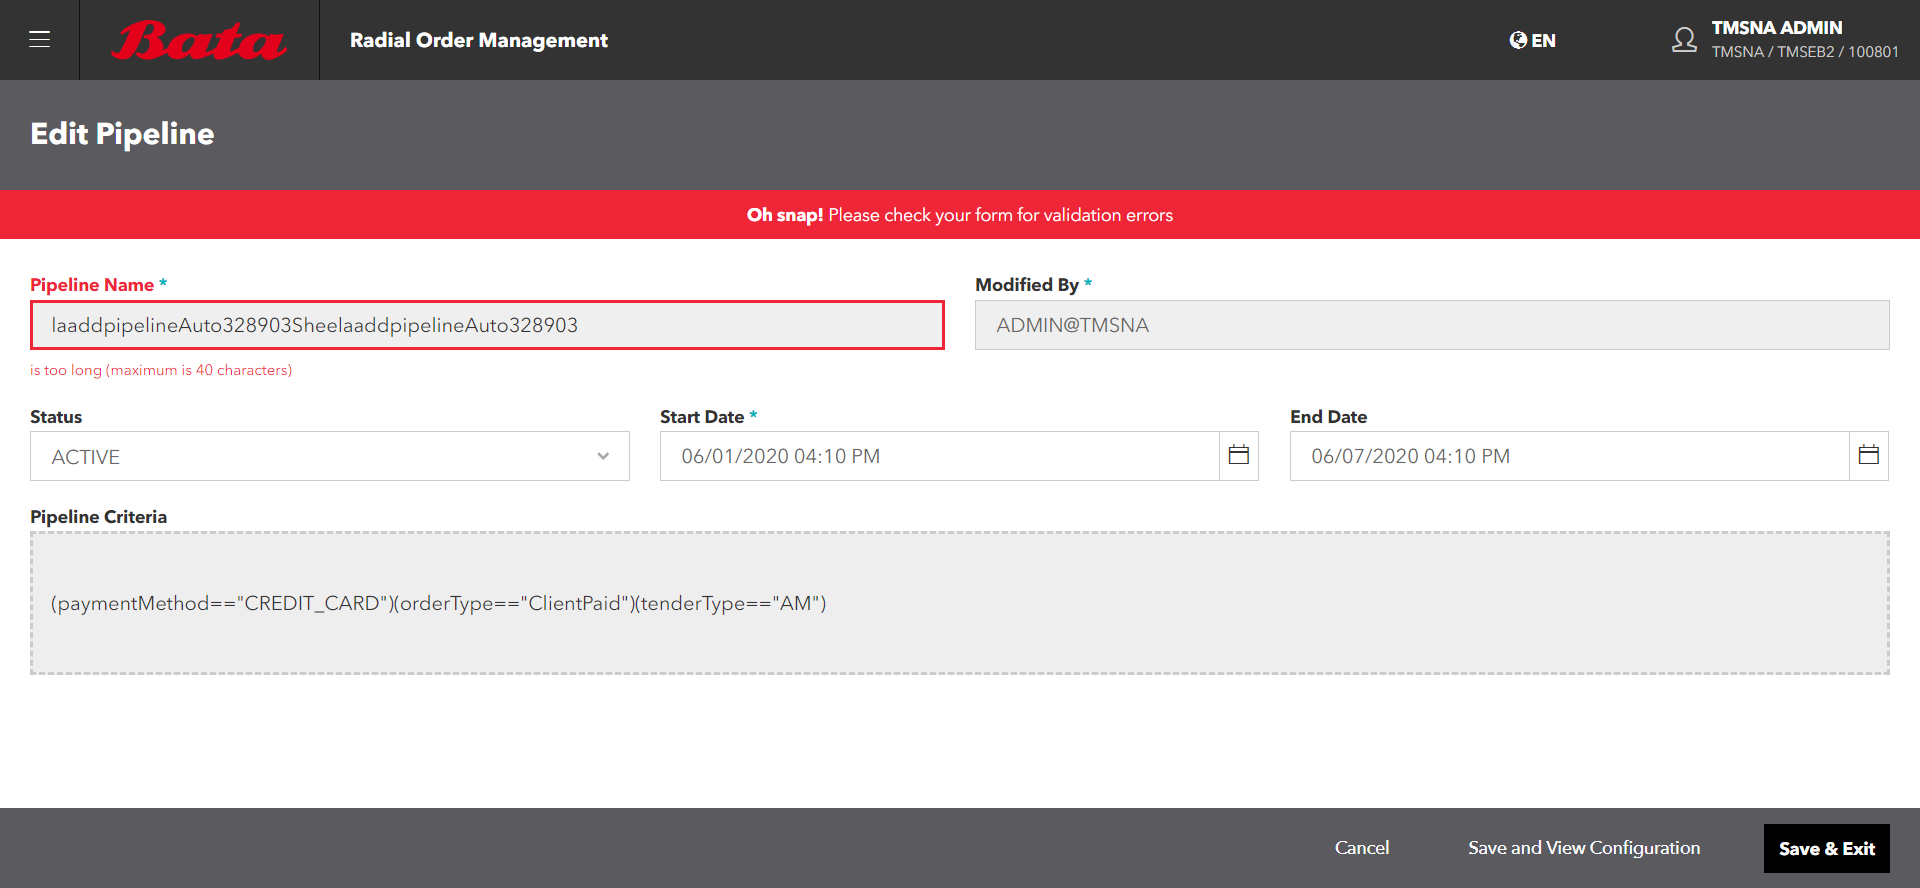 Bata
Radial Order Management
EN
TMSNA ADMIN
TMSNA / TMSEB2 / 100801
Edit Pipeline
Oh snap! Please check your form for validation errors
Pipeline Name *
laaddpipelineAuto328903SheelaaddpipelineAuto328903
is too long (maximum is 40 characters)
Modified By *
ADMIN@TMSNA
Status
ACTIVE
Start Date *
06/01/2020 04:10 PM
End Date
06/07/2020 04:10 PM
Pipeline Criteria
(paymentMethod=="CREDIT_CARD")(orderType=="ClientPaid")(tenderType=="AM")
Cancel
Save and View Configuration
Save & Exit